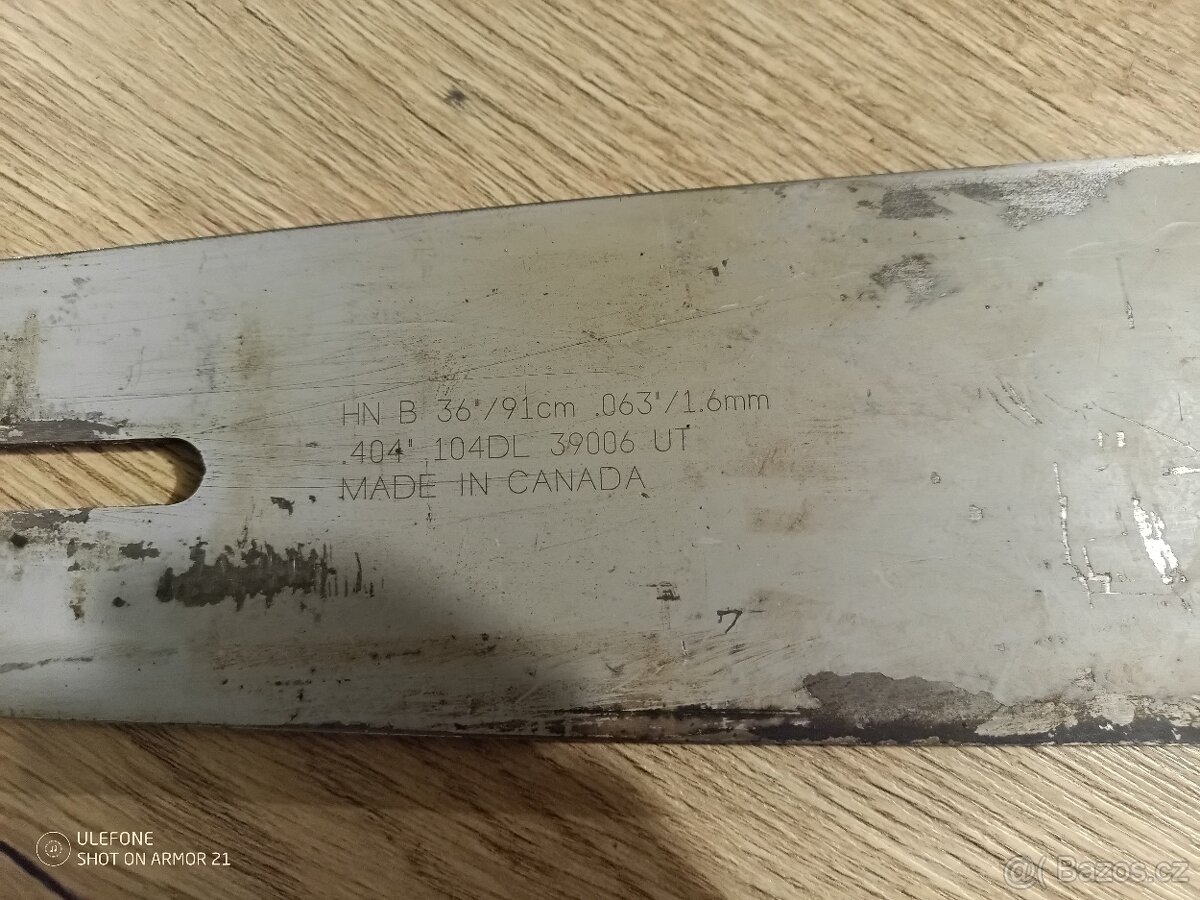 HN B 36"/91cm .063"/1.6mm
.404" 104DL 39006 UT
MADE IN CANADA
ULEFONE
SHOT ON ARMOR 21
@( Bazos.cz